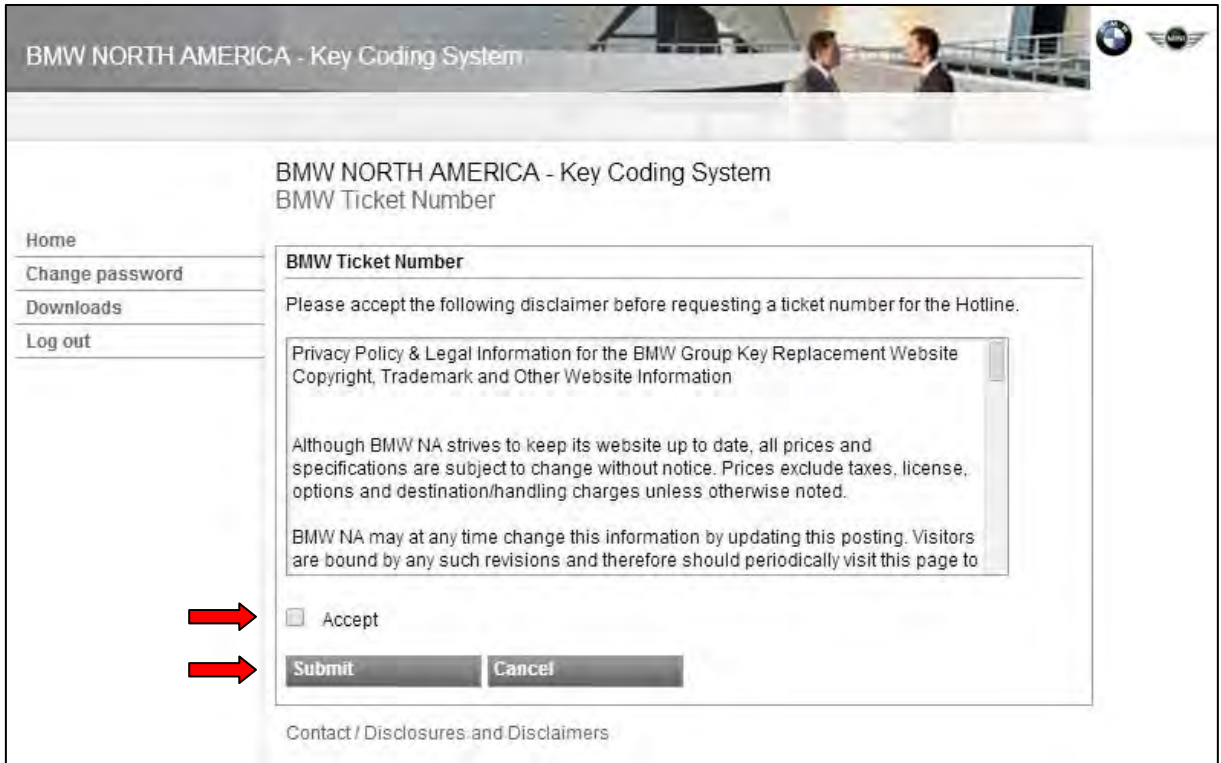 BMW NORTH AMERICA - Key Coding System
MINI
BMW NORTH AMERICA - Key Coding System
BMW Ticket Number
Home
Change password
Downloads
Log out
BMW Ticket Number
Please accept the following disclaimer before requesting a ticket number for the Hotline.
Privacy Policy & Legal Information for the BMW Group Key Replacement Website
Copyright, Trademark and Other Website Information
Although BMW NA strives to keep its website up to date, all prices and
specifications are subject to change without notice. Prices exclude taxes, license,
options and destination/handling charges unless otherwise noted.
BMW NA may at any time change this information by updating this posting. Visitors
are bound by any such revisions and therefore should periodically visit this page to
Accept
Submit
Cancel
Contact / Disclosures and Disclaimers